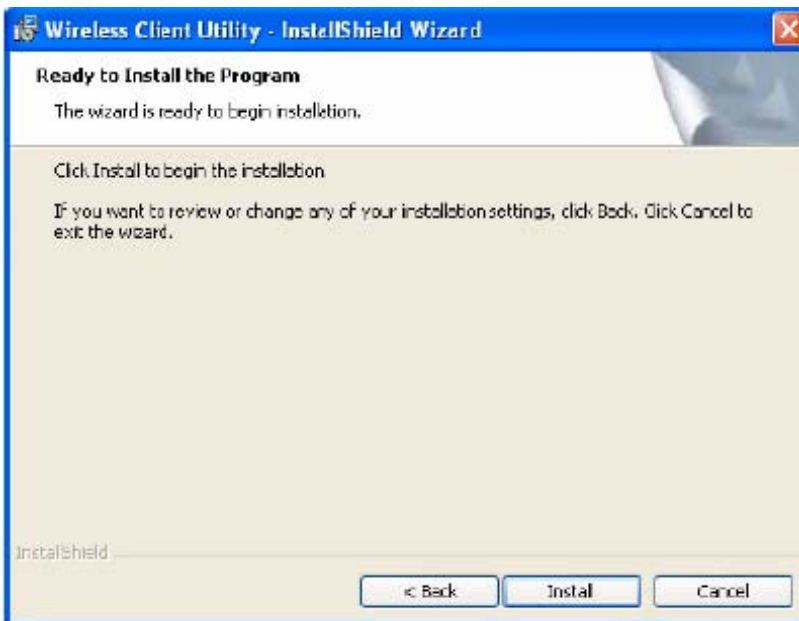 Wireless Client Utility - InstallShield Wizard
Ready to Install the Program
The wizard is ready to begin installation.
Click Install to begin the installation
If you want to review or change any of your installation settings, click Back. Click Cancel to
exit the wizard.
InstallShield
< Back
Install
Cancel